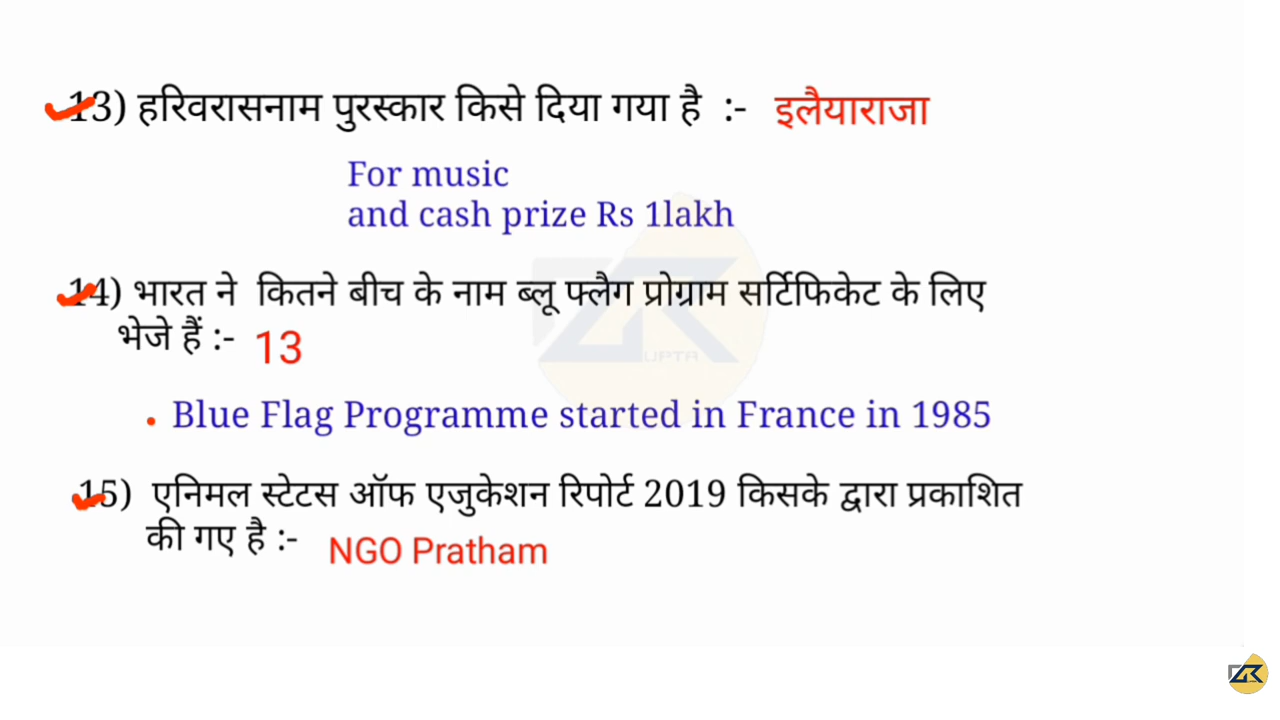 13) हरिवरासनाम पुरस्कार किसे दिया गया है :- इलैयाराजा
For music
and cash prize Rs 1lakh
14) भारत ने कितने बीच के नाम ब्लू फ्लैग प्रोग्राम सर्टिफिकेट के लिए
भेजे हैं :- 13
• Blue Flag Programme started in France in 1985
15) एनिमल स्टेटस ऑफ एजुकेशन रिपोर्ट 2019 किसके द्वारा प्रकाशित
की गए है :- NGO Pratham
UPTA